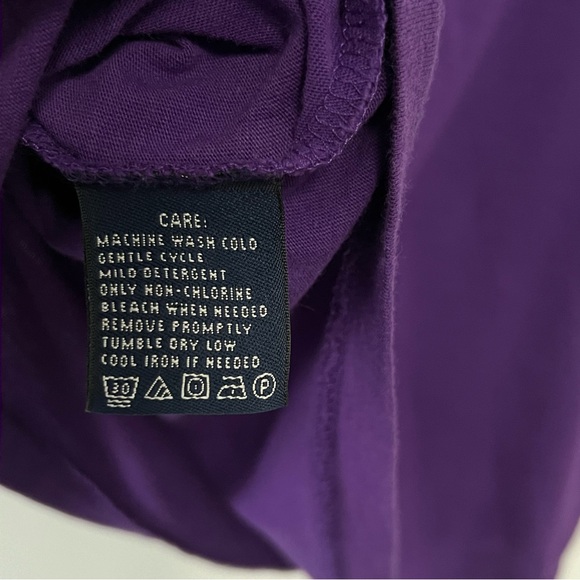 CARE:
MACHINE WASH COLD
GENTLE CYCLE
MILD DETERGENT
ONLY NON-CHLORINE
BLEACH WHEN NEEDED
REMOVE PROMPTLY
TUMBLE DRY LOW
COOL IRON IF NEEDED
30 P